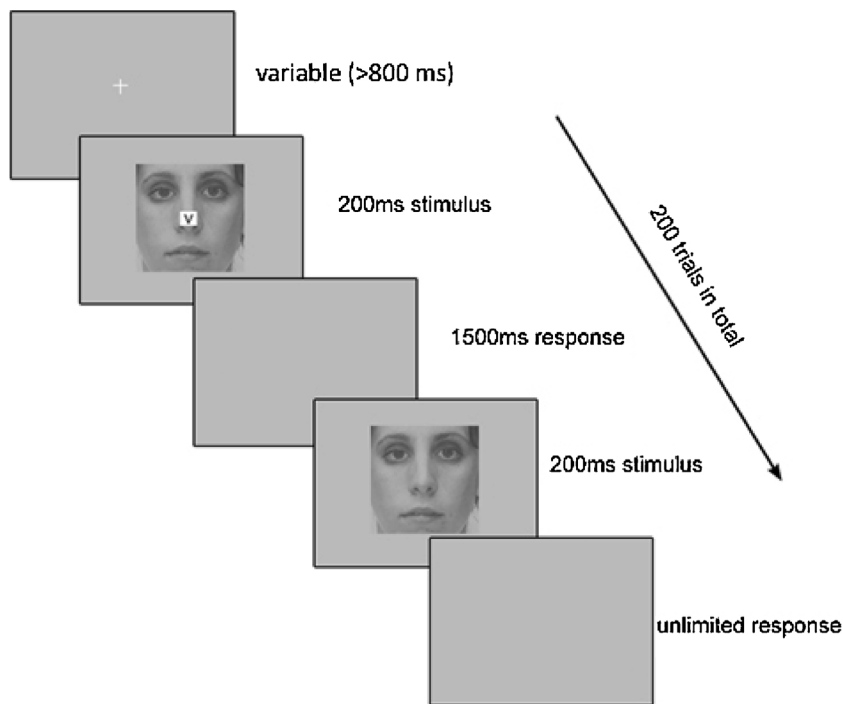 variable (>800 ms)
V
200ms stimulus
200 trials in total
1500ms response
200ms stimulus
unlimited response